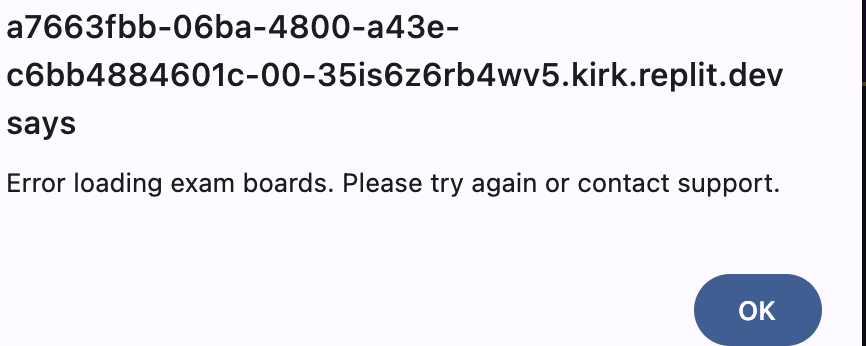 a7663fbb-06ba-4800-a43e-
c6bb4884601c-00-35is6z6rb4wv5.kirk.replit.dev
says
Error loading exam boards. Please try again or contact support.
OK